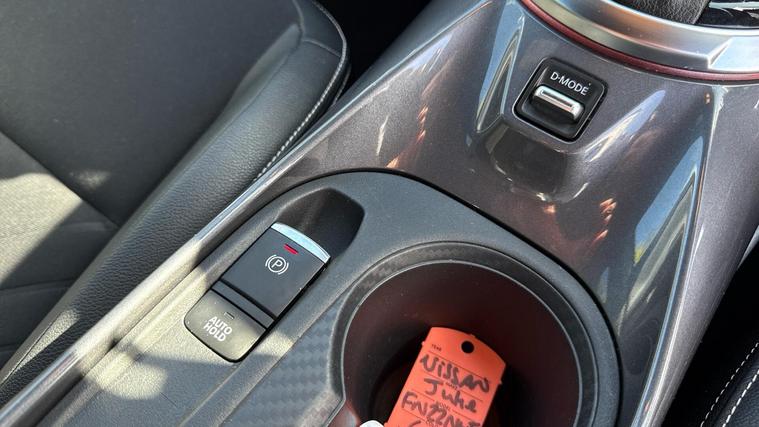 D-MODE
P
AUTO
HOLD
NISSAN
Juke